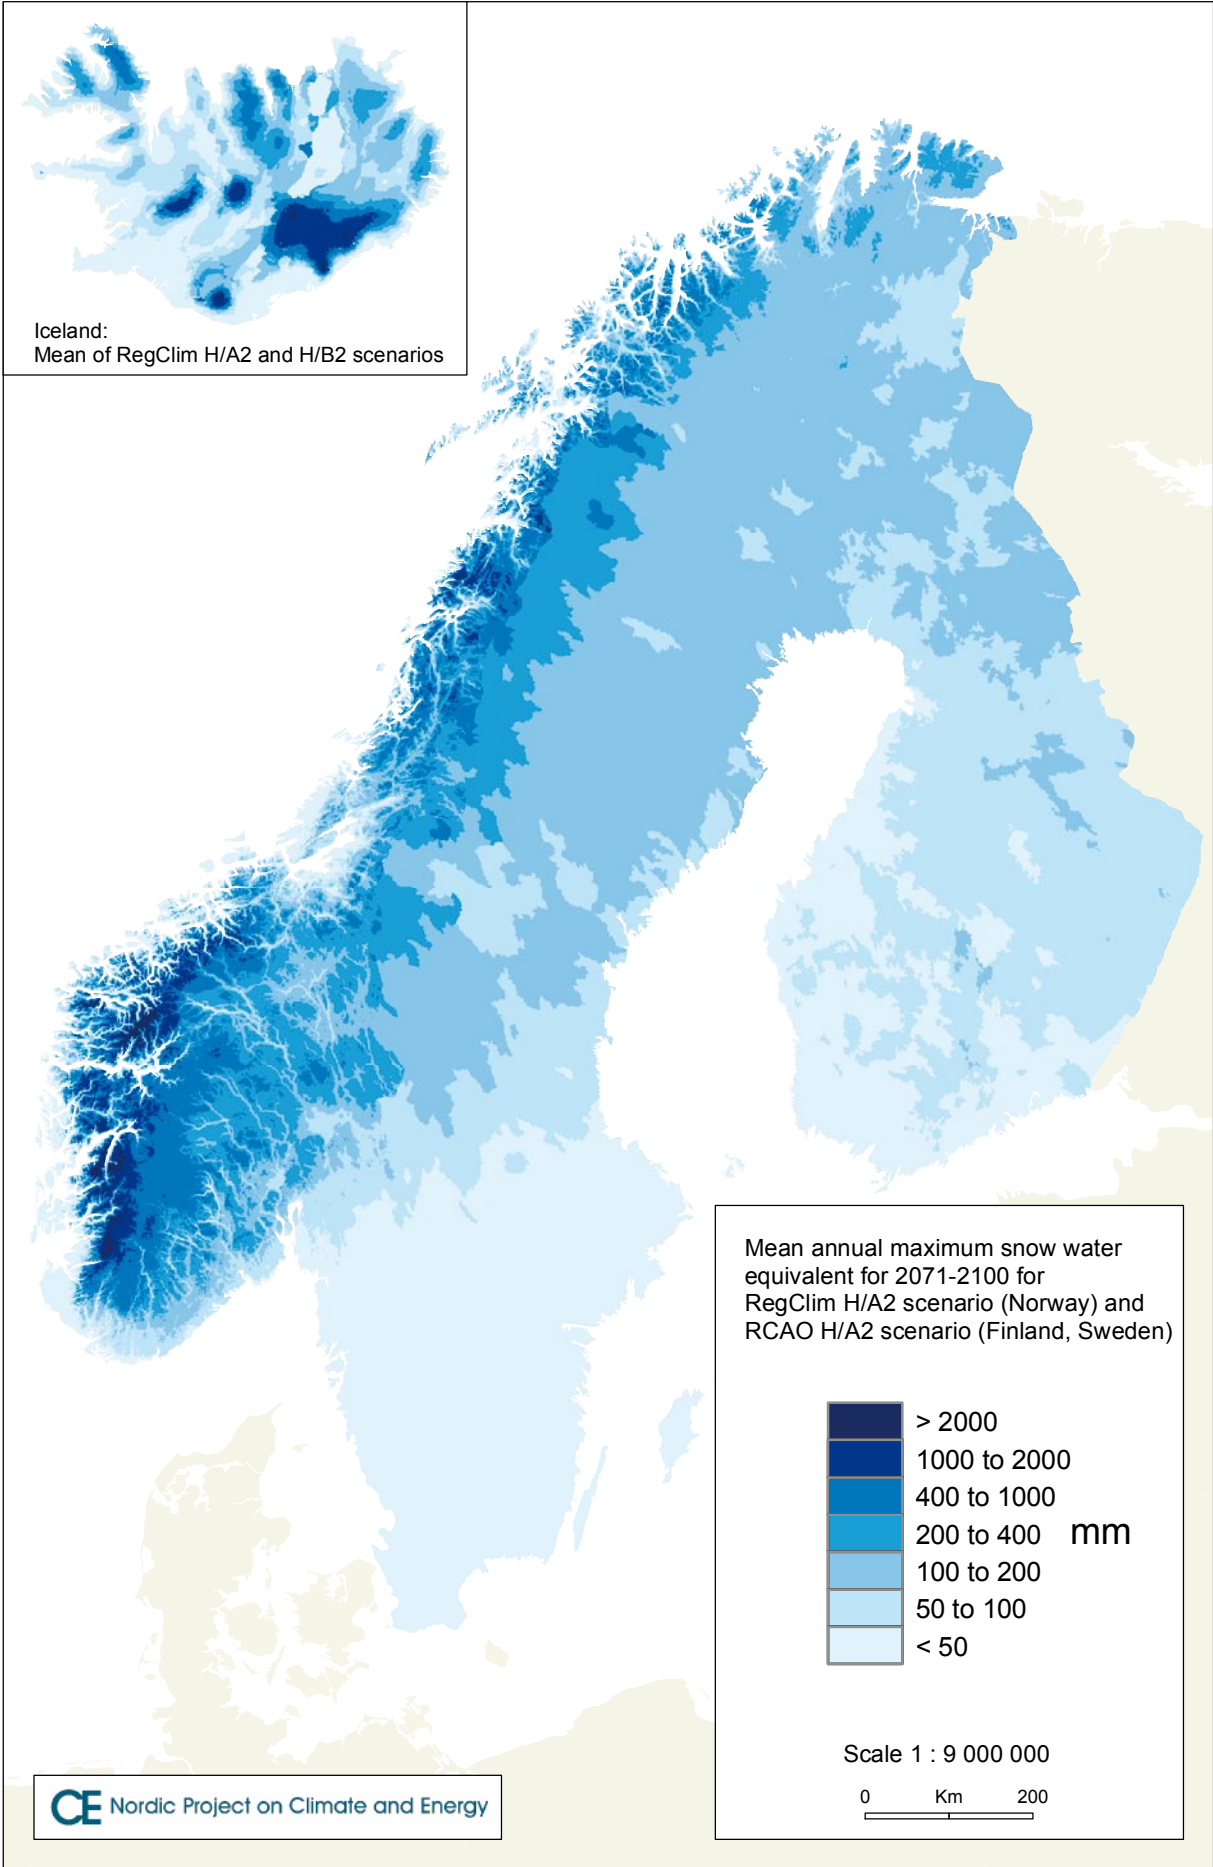 Iceland:
Mean of RegClim H/A2 and H/B2 scenarios
Mean annual maximum snow water
equivalent for 2071-2100 for
RegClim H/A2 scenario (Norway) and
RCAO H/A2 scenario (Finland, Sweden)
> 2000
1000 to 2000
400 to 1000
200 to 400 mm
100 to 200
50 to 100
< 50
Scale 1 : 9 000 000
0 Km 200
CE Nordic Project on Climate and Energy